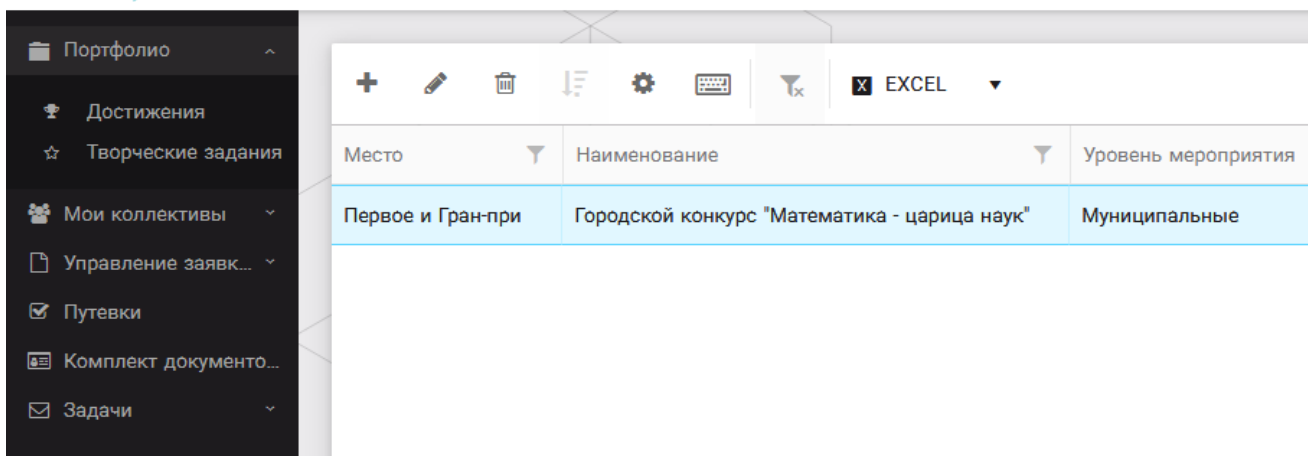 Портфолио
Достижения
Творческие задания
Мои коллективы
Управление заявк...
Путевки
Комплект документо...
Задачи
EXCEL
Место Наименование Уровень мероприятия
Первое и Гран-при Городской конкурс "Математика - царица наук" Муниципальные